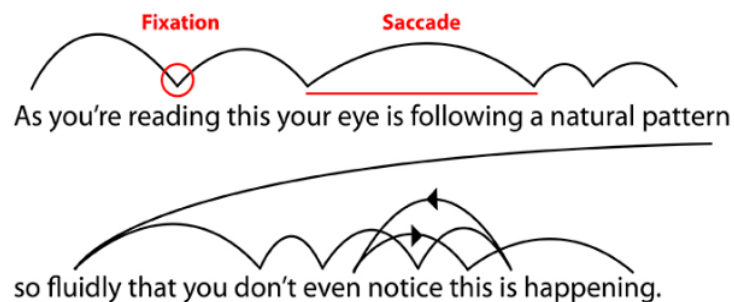 Fixation Saccade
As you're reading this your eye is following a natural pattern
so fluidly that you don't even notice this is happening.